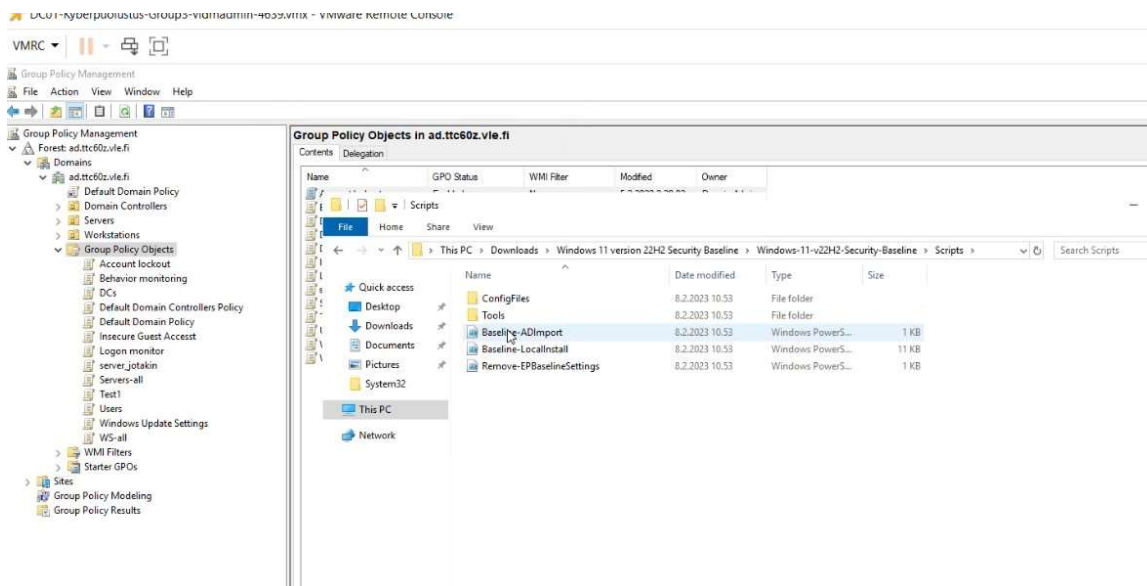 DC01-Kyberpuolustus-Group3-vidmadmin-4639.vmx - VMware Remote Console
VMRC
Group Policy Management
File Action View Window Help
Group Policy Management
Forest: ad.ttc60z.vle.fi
Domains
ad.ttc60z.vle.fi
Default Domain Policy
Domain Controllers
Servers
Workstations
Group Policy Objects
Account lockout
Behavior monitoring
DCs
Default Domain Controllers Policy
Default Domain Policy
Insecure Guest Accesst
Logon monitor
server_jotakin
Servers-all
Test1
Users
Windows Update Settings
WS-all
WMI Filters
Starter GPOs
Sites
Group Policy Modeling
Group Policy Results
Group Policy Objects in ad.ttc60z.vle.fi
Contents Delegation
Name GPO Status WMI Filter Modified Owner
Scripts
File Home Share View
This PC > Downloads > Windows 11 version 22H2 Security Baseline > Windows-11-v22H2-Security-Baseline > Scripts >
Search Scripts
Name Date modified Type Size
Quick access
Desktop
Downloads
Documents
Pictures
System32
This PC
Network
ConfigFiles 8.2.2023 10.53 File folder
Tools 8.2.2023 10.53 File folder
Baseline-ADImport 8.2.2023 10.53 Windows PowerS... 1 KB
Baseline-LocalInstall 8.2.2023 10.53 Windows PowerS... 11 KB
Remove-EPBaselineSettings 8.2.2023 10.53 Windows PowerS... 1 KB